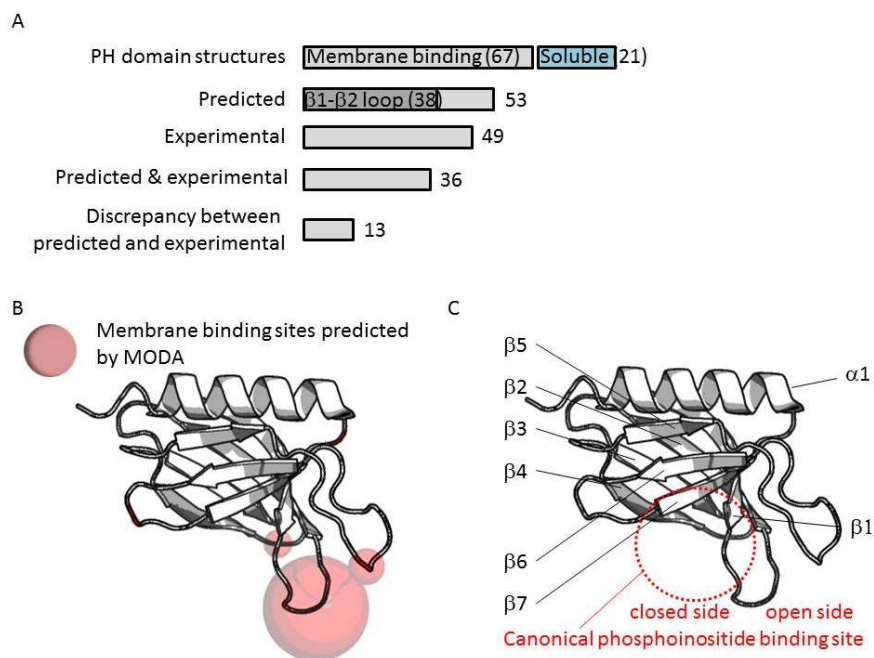 A
PH domain structures Membrane binding (67) Soluble 21)
Predicted β1-β2 loop (38) 53
Experimental 49
Predicted & experimental 36
Discrepancy between
predicted and experimental 13
B
Membrane binding sites predicted
by MODA
C
β5
α1
β2
β3
β4
β1
β6
β7
closed side open side
Canonical phosphoinositide binding site